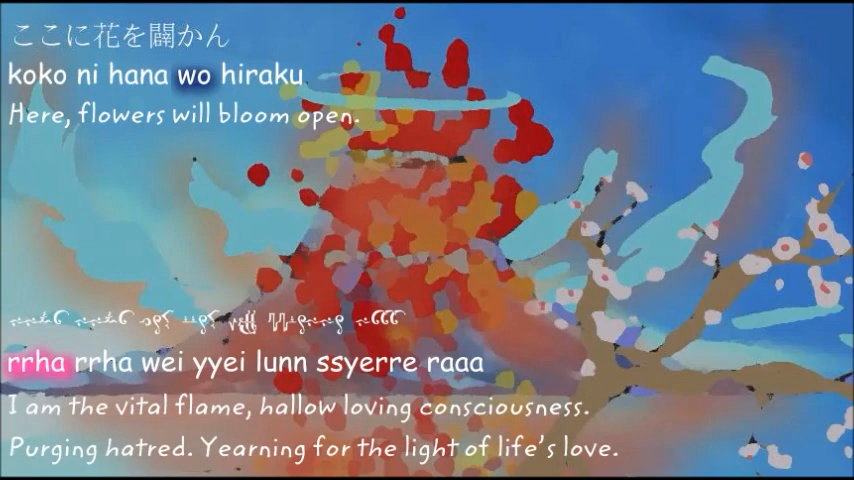 ここに花を闢かん
koko ni hana wo hiraku
Here, flowers will bloom open.
rrha rrha wei yyei lunn ssyerre raaa
I am the vital flame, hallow loving consciousness.
Purging hatred. Yearning for the light of life's love.